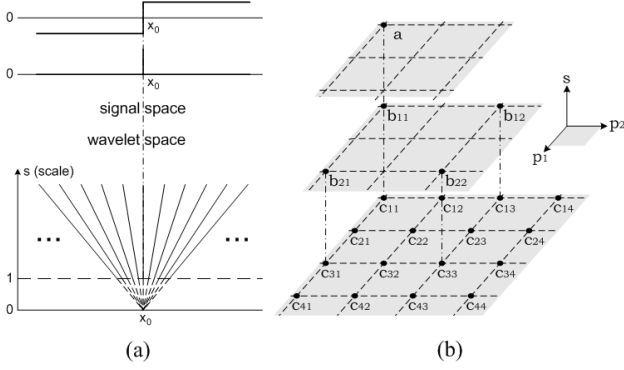 0
x0
0
x0
signal space
wavelet space
s (scale)
1
0
x0
(a)
a
b11 b12
b21 b22
c11 c12 c13 c14
c21 c22 c23 c24
c31 c32 c33 c34
c41 c42 c43 c44
s
p2
p1
(b)